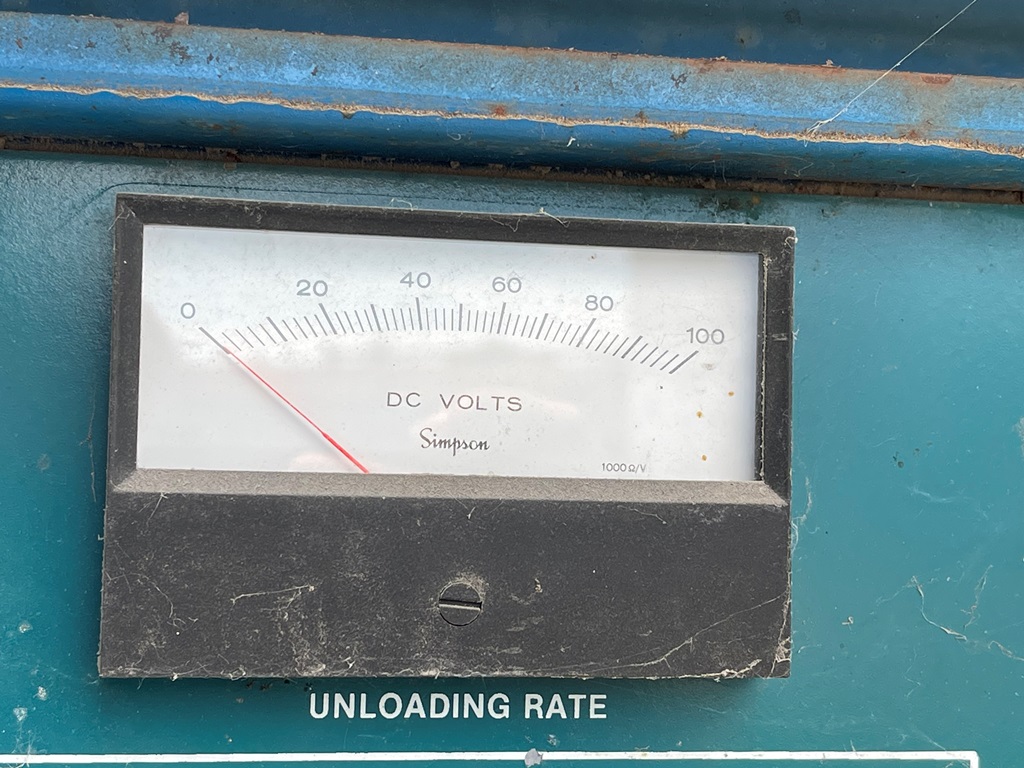 0 20 40 60 80 100
DC VOLTS
Simpson
1000Ω/V
UNLOADING RATE